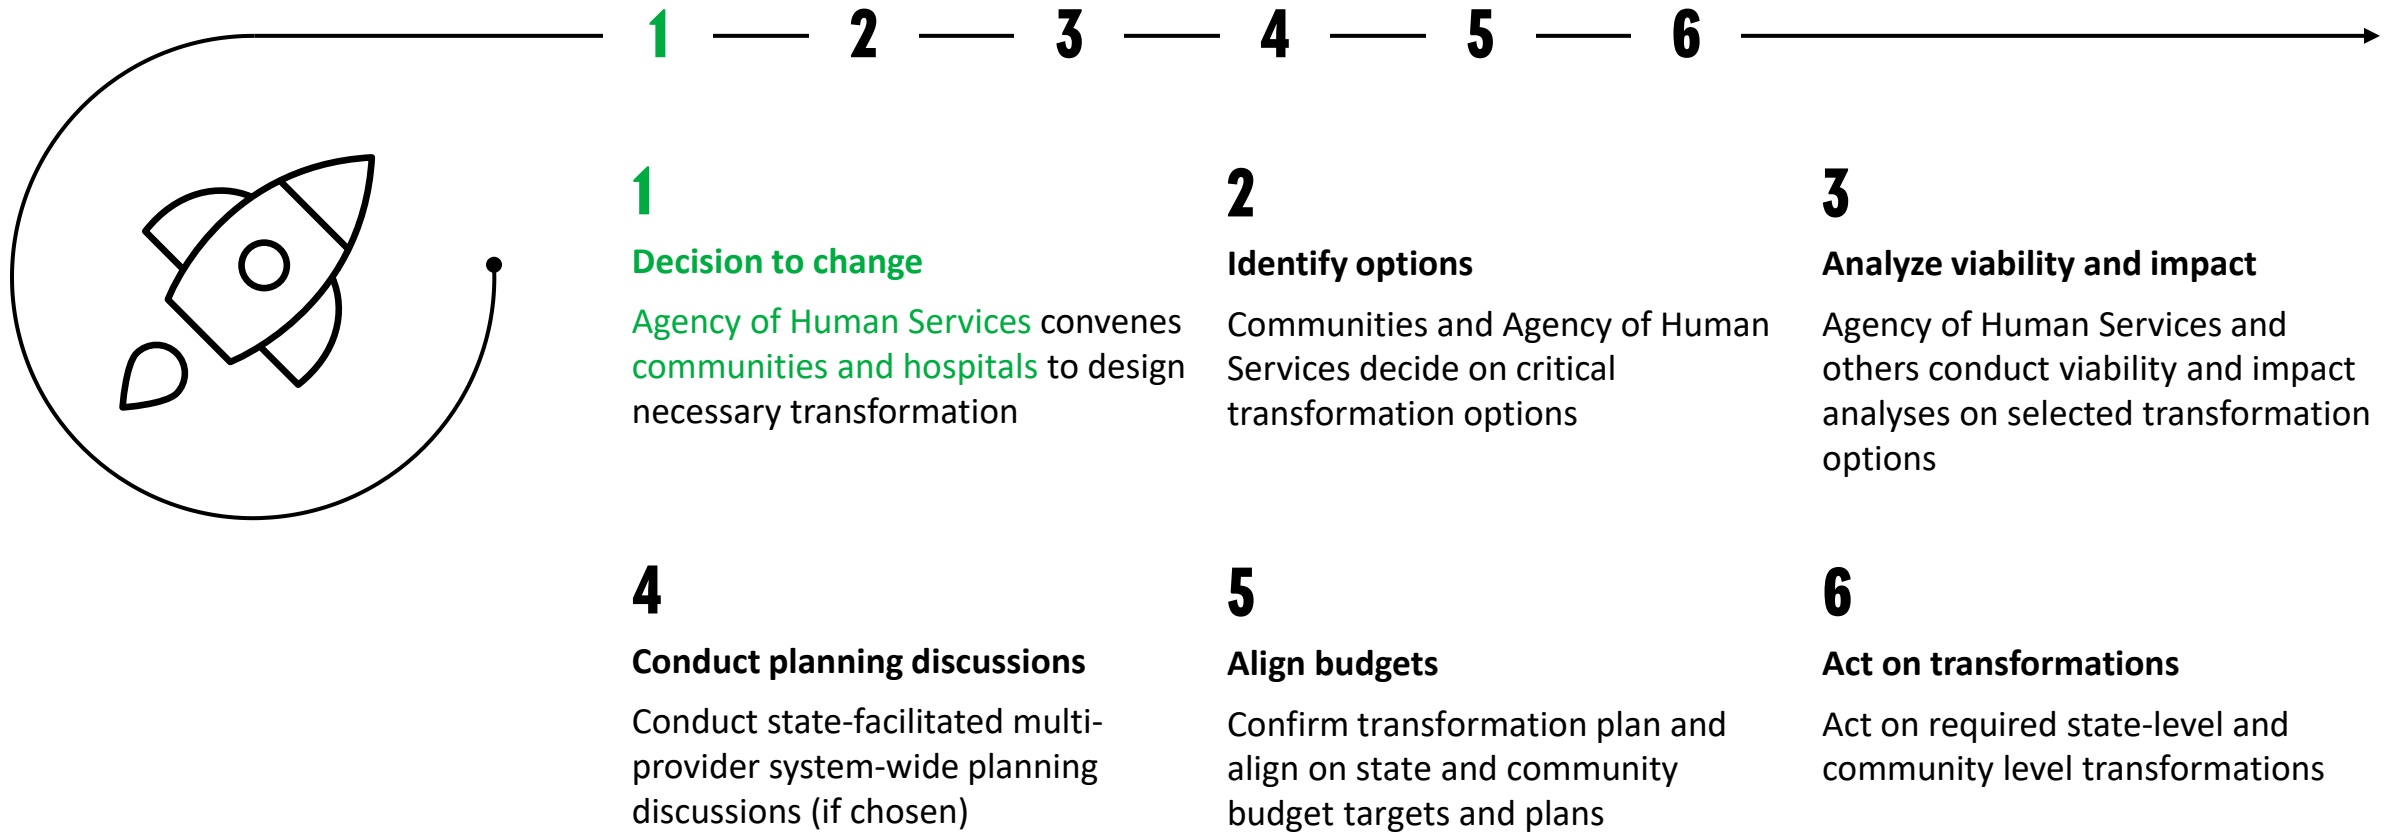 1 2 3 4 5 6
1
Decision to change
Agency of Human Services convenes
communities and hospitals to design
necessary transformation
2
Identify options
Communities and Agency of Human
Services decide on critical
transformation options
3
Analyze viability and impact
Agency of Human Services and
others conduct viability and impact
analyses on selected transformation
options
4
Conduct planning discussions
Conduct state-facilitated multi-
provider system-wide planning
discussions (if chosen)
5
Align budgets
Confirm transformation plan and
align on state and community
budget targets and plans
6
Act on transformations
Act on required state-level and
community level transformations